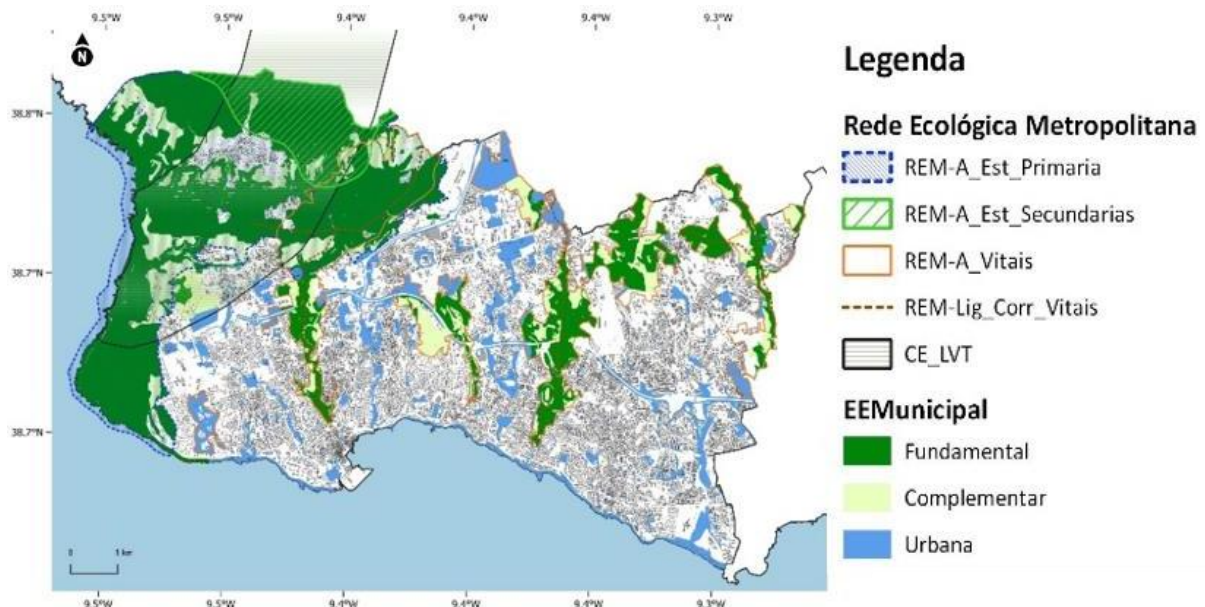 9.5°W 9.5°W 9.4°W 9.4°W 9.4°W 9.3°W
N
38.8°N
38.7°N
38.7°N
0 1 km
9.5°W 9.5°W 9.4°W 9.4°W 9.4°W 9.3°W
Legenda
Rede Ecológica Metropolitana
REM-A_Est_Primaria
REM-A_Est_Secundarias
REM-A_Vitais
REM-Lig_Corr_Vitais
CE_LVT
EEMunicipal
Fundamental
Complementar
Urbana